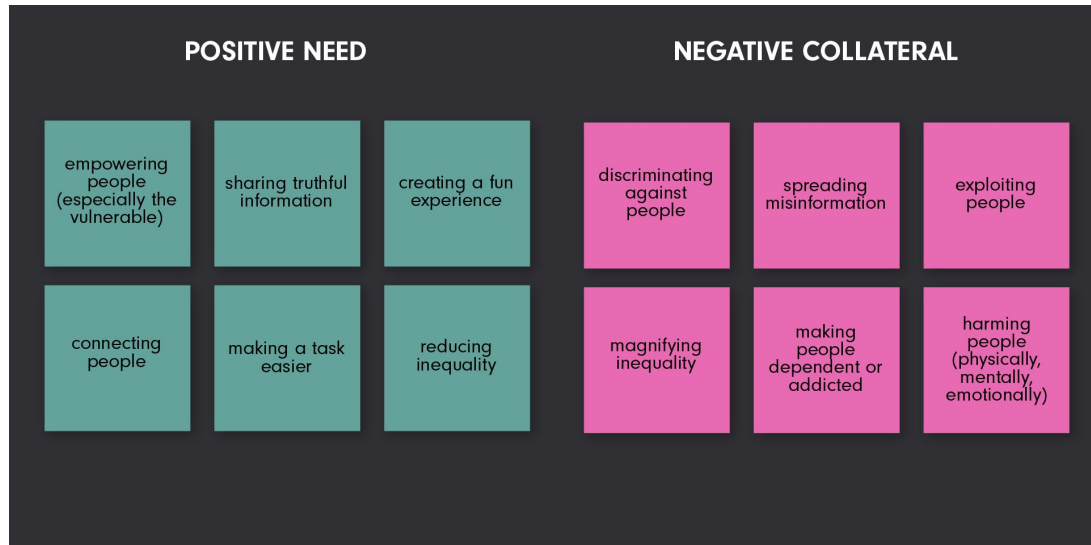 POSITIVE NEED
empowering
people
(especially the
vulnerable)
sharing truthful
information
creating a fun
experience
connecting
people
making a task
easier
reducing
inequality
NEGATIVE COLLATERAL
discriminating
against
people
spreading
misinformation
exploiting
people
magnifying
inequality
making
people
dependent or
addicted
harming
people
(physically,
mentally,
emotionally)